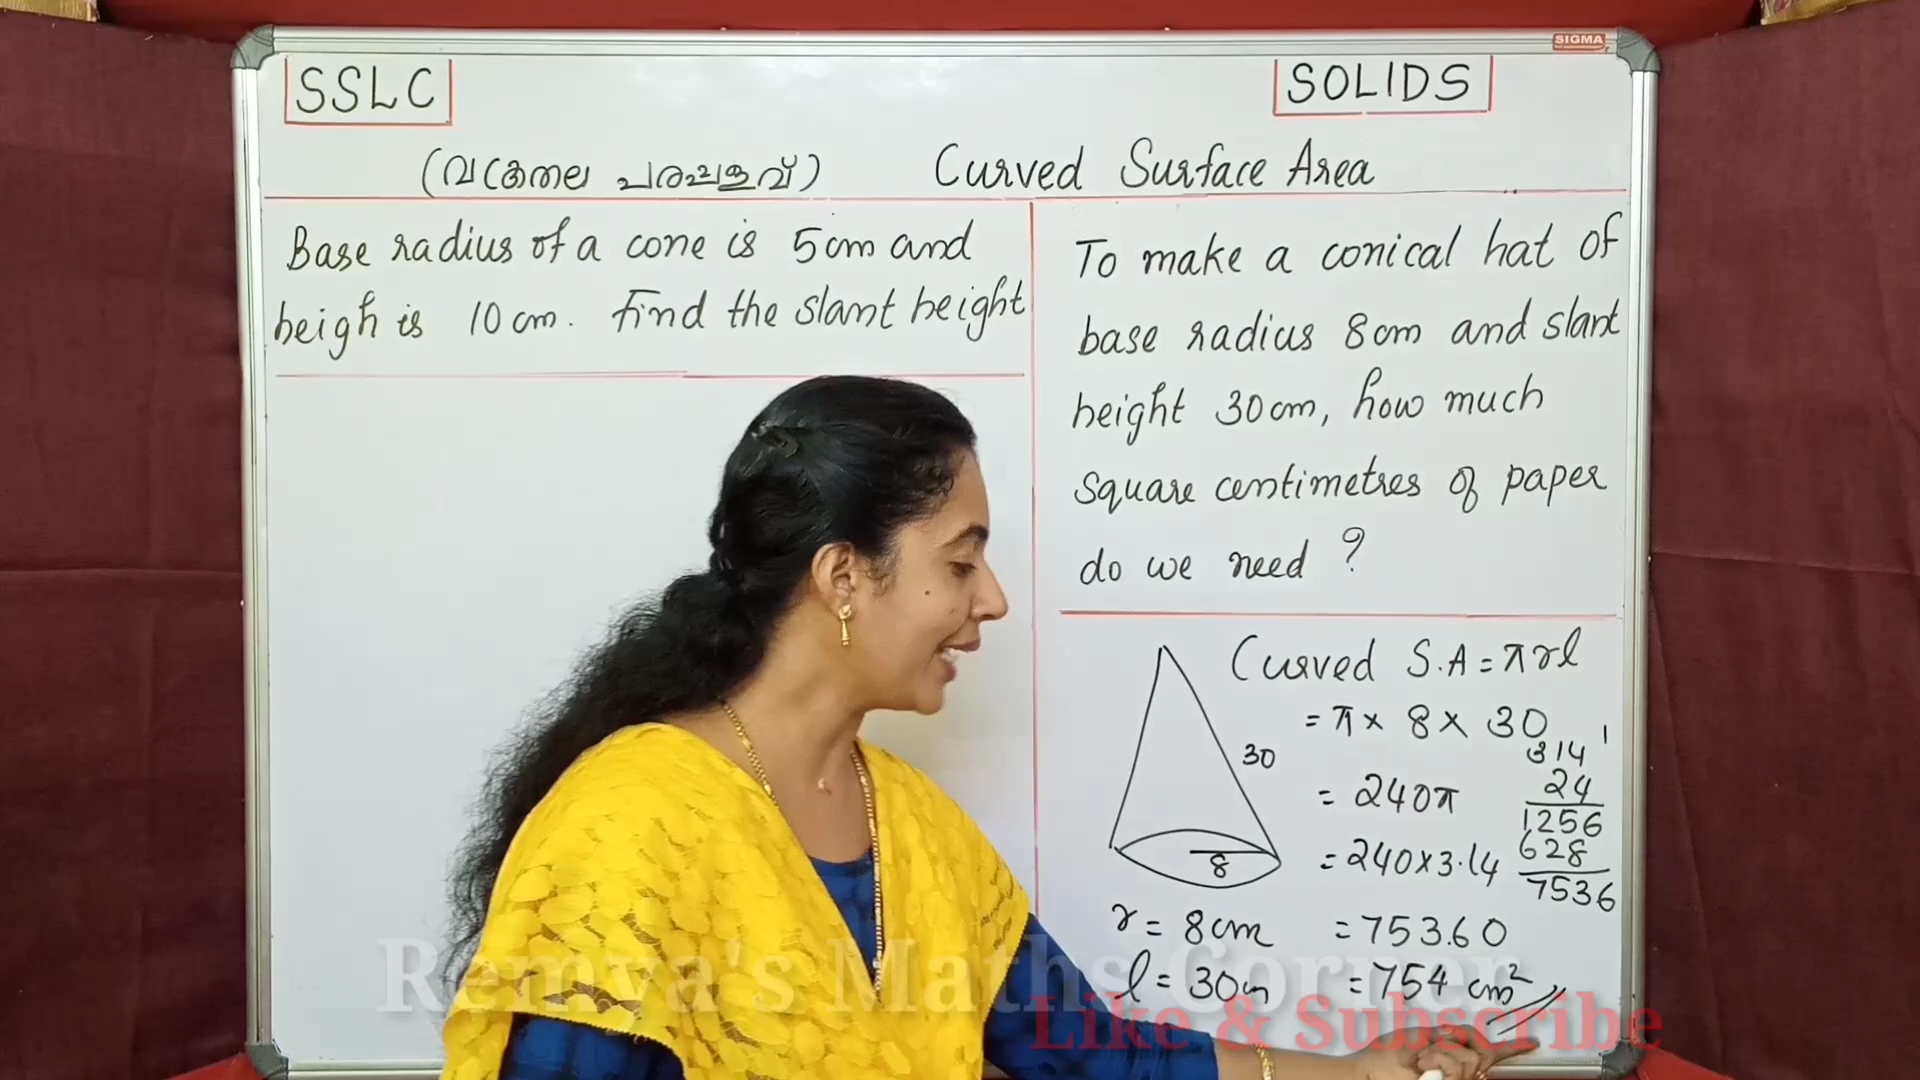 SIGMA
SSLC
SOLIDS
(വക്രതല പരപ്പളവ്) Curved Surface Area
Base radius of a cone is 5cm and
heigh is 10 cm. Find the slant height
To make a conical hat of
base radius 8cm and slant
height 30cm, how much
square centimetres of paper
do we need ?
Curved S.A = πrl
= π × 8 × 30
= 240π
= 240×3.14
= 753.60
= 754 cm²
30
8
r = 8cm
l = 30cm
1
314
24
1256
628
7536
Remya's Maths Corner
Like & Subscribe